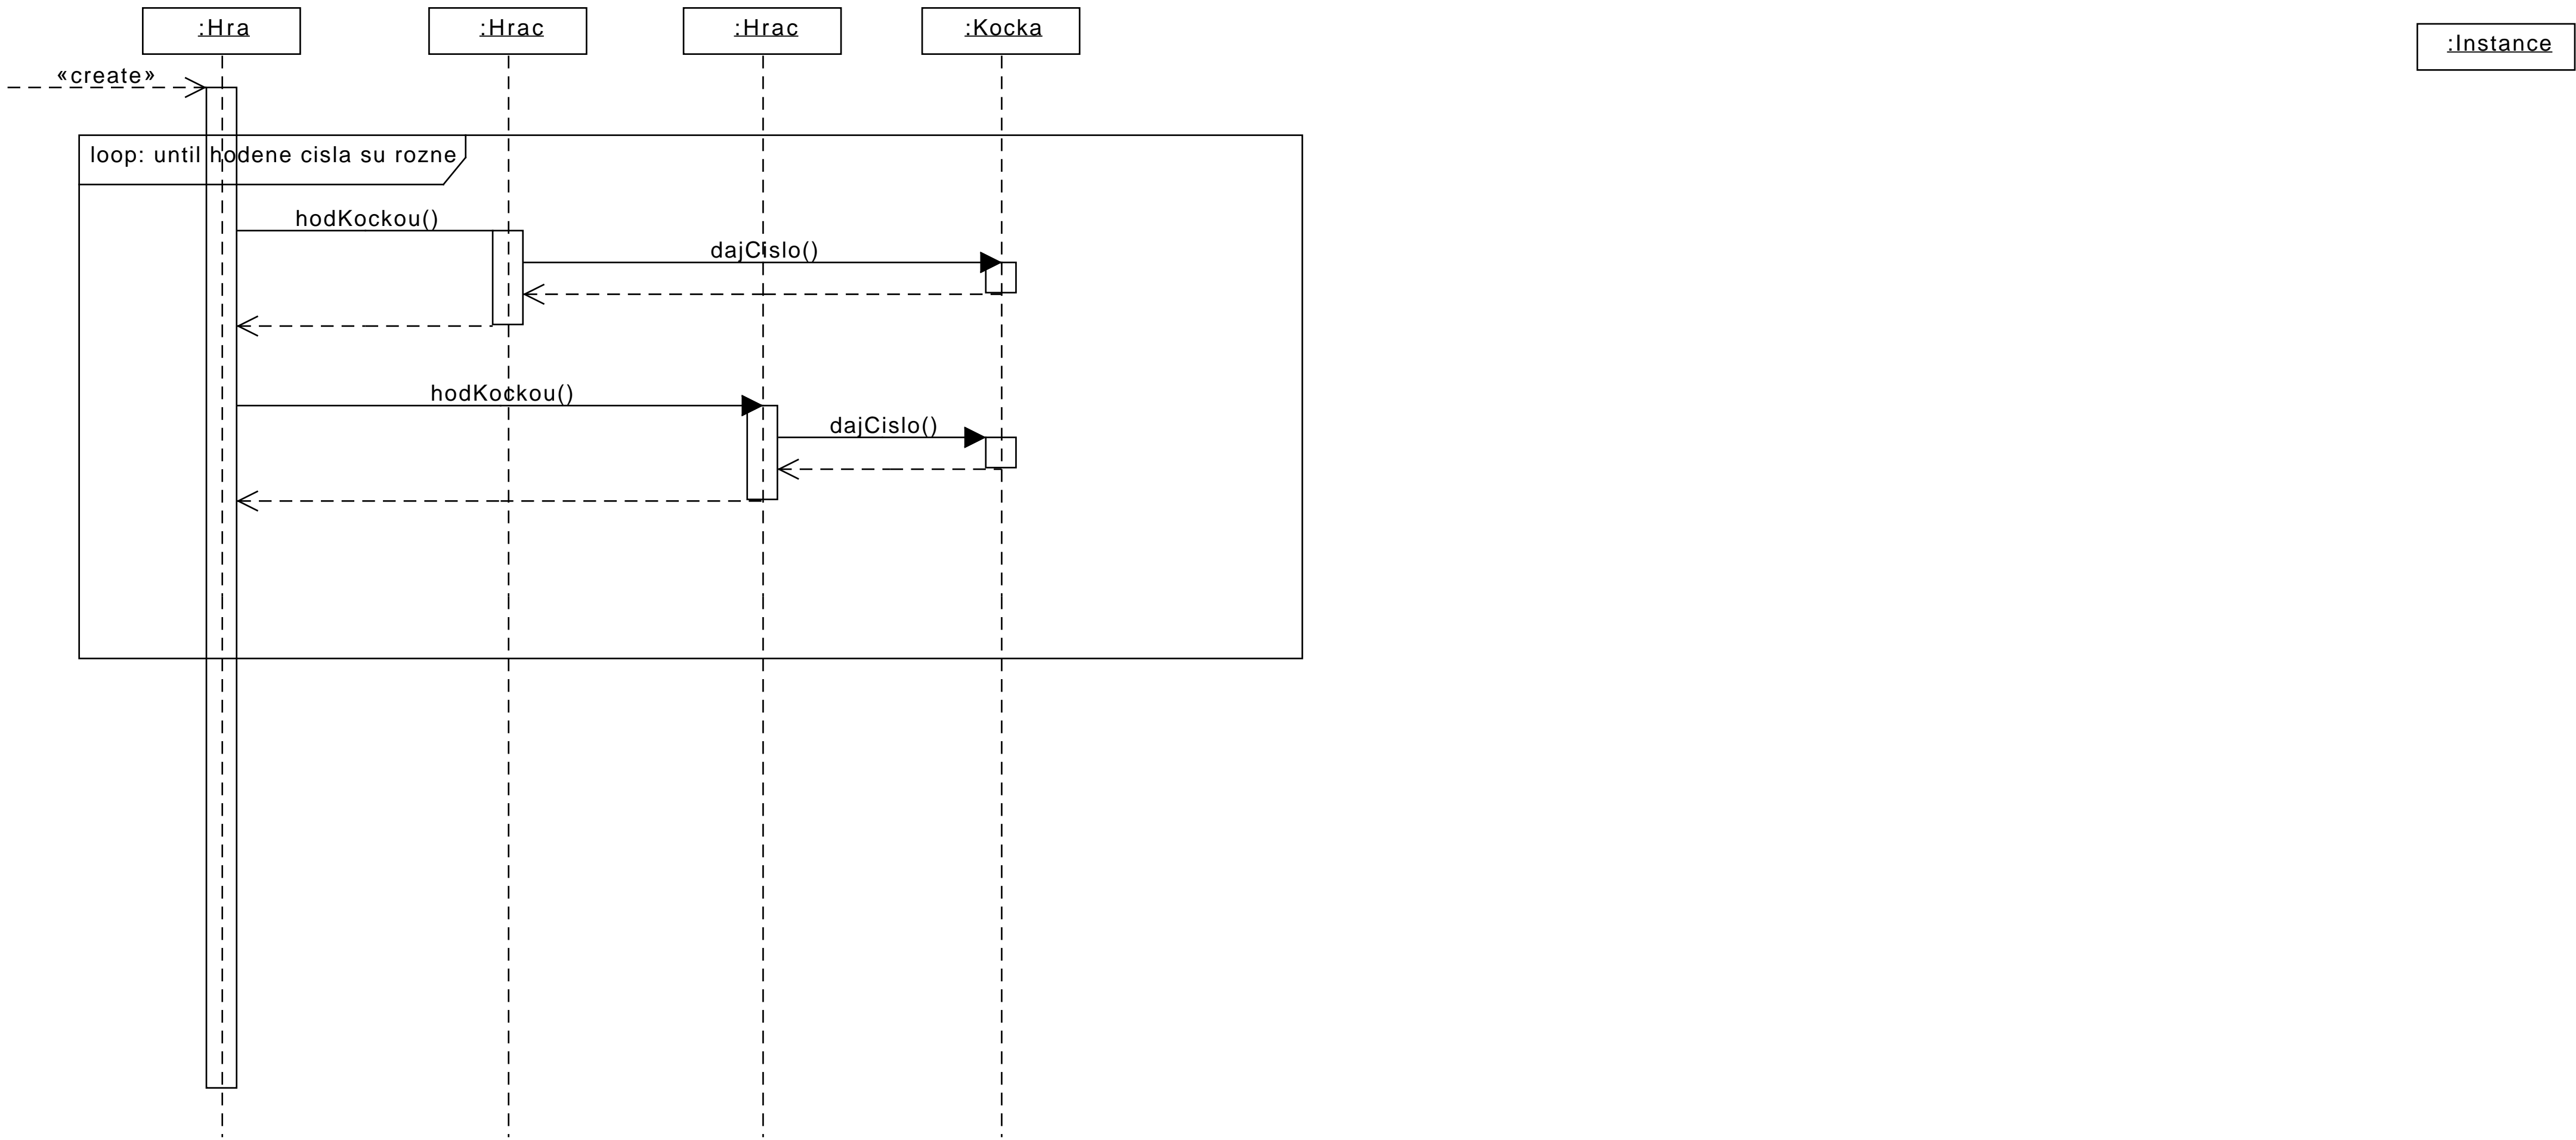 :Hra
:Hrac
:Hrac
:Kocka
:Instance
«create»
loop: until hodene cisla su rozne
hodKockou()
dajCislo()
hodKockou()
dajCislo()